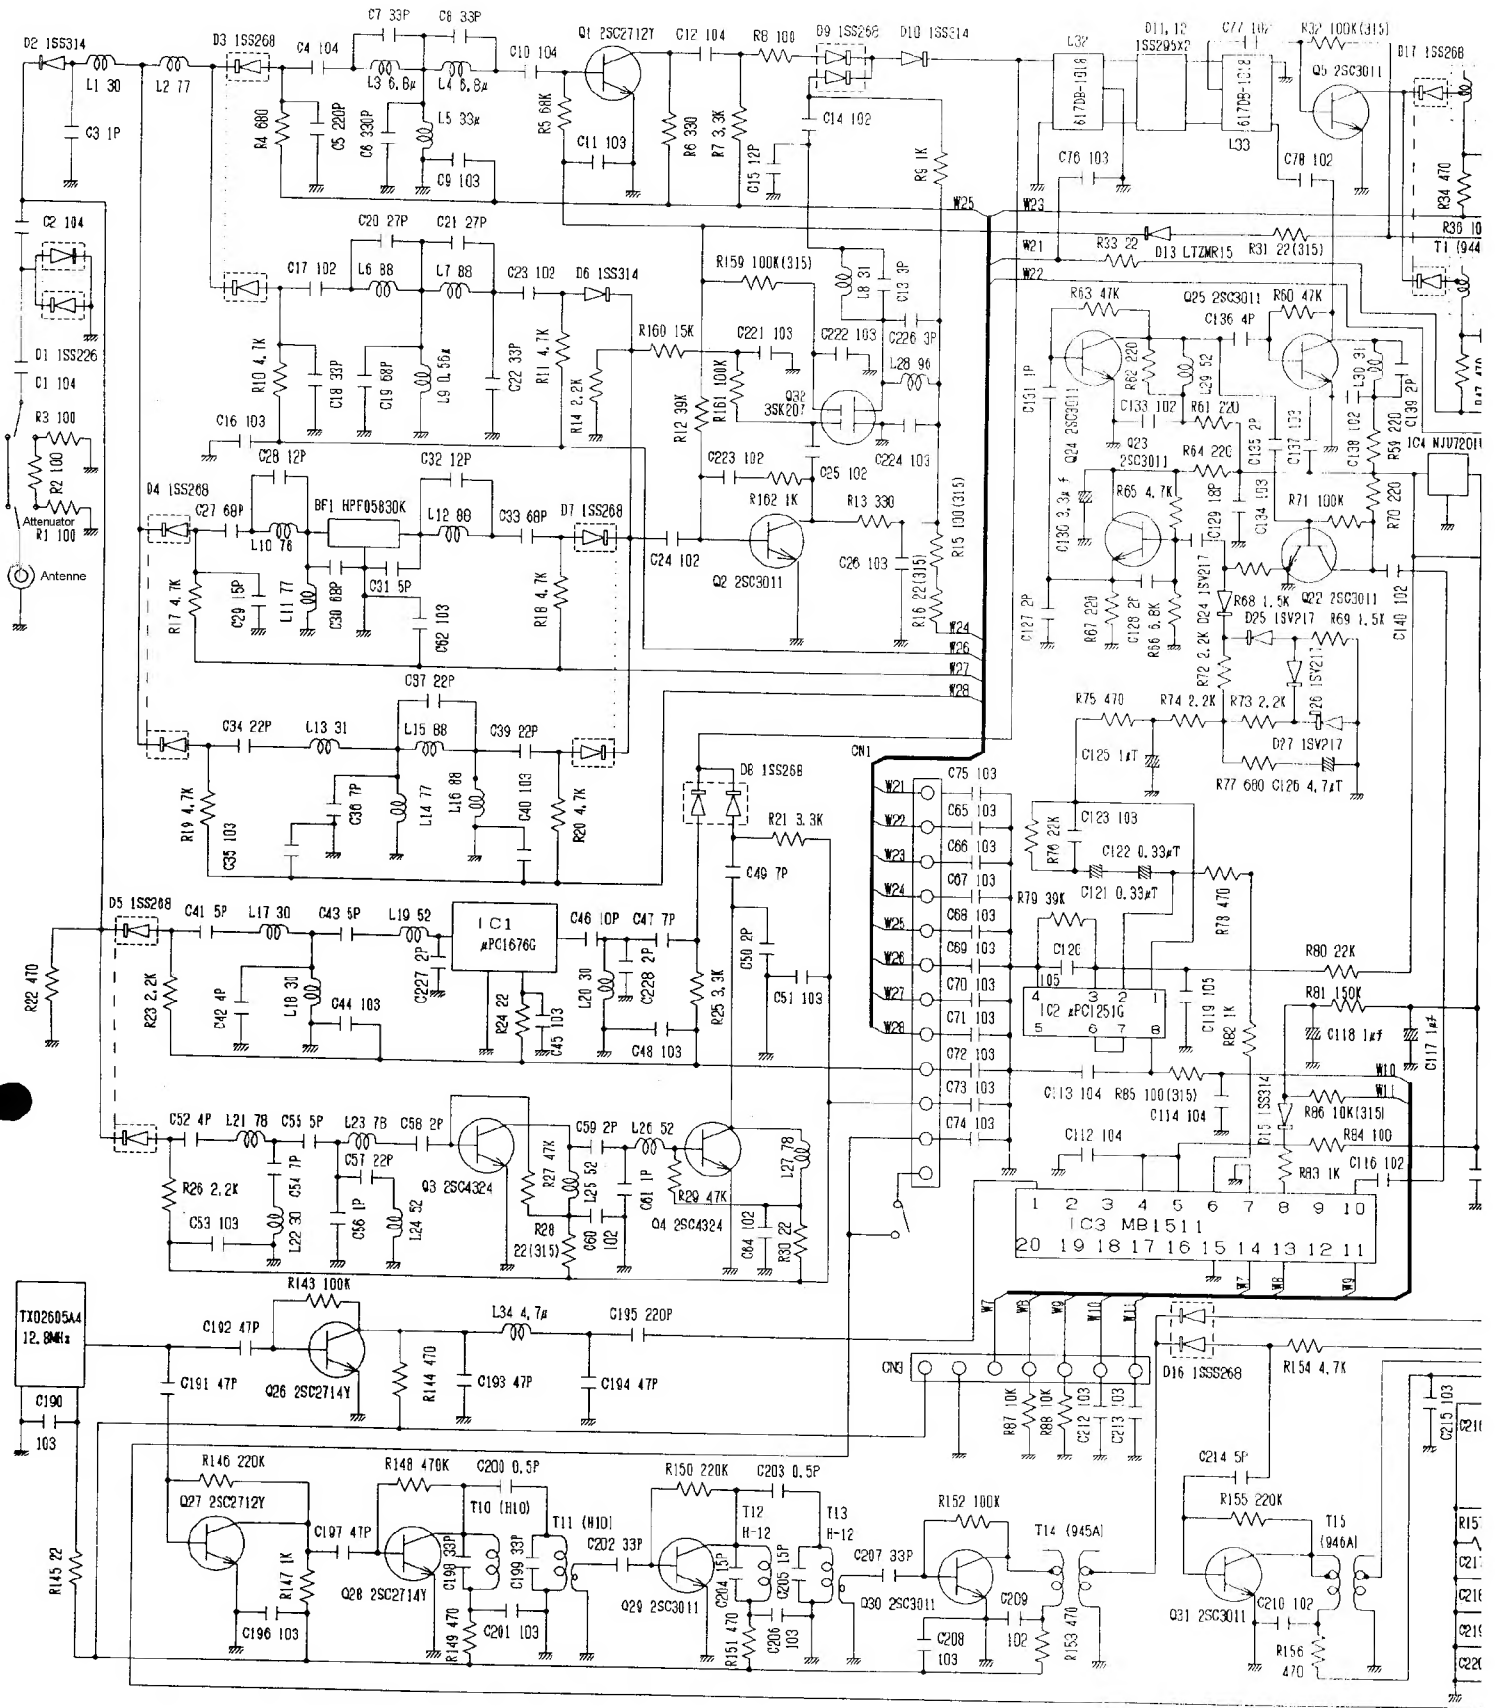 C7 33P
C8 33P
D2 1SS314
D3 1SS268
C4 104
L3 6.8μ
L4 6.8μ
C10 104
Q1 2SC2712Y
C12 104
R8 100
D9 1SS268
D10 1SS314
L32
D11,12
1SS295X2
R32 100K(315)
Q5 2SC3011
D17 1SS268
L1 30
L2 77
C3 1P
R4 680
C5 220P
C6 330P
L5 33μ
C9 103
R5 68K
C11 103
R6 330
R7 3.3K
C14 102
C15 12P
R9 1K
617DB-1018
617DB-1018
L33
C76 103
C78 102
R34 470
C2 104
W25
W23
W21
W22
R33 22
D13 LTZMR15
R31 22(315)
C20 27P
C21 27P
C17 102
L6 88
L7 88
C23 102
D6 1SS314
R159 100K(315)
L8 31
C13 3P
R160 15K
C221 103
C222 103
C226 3P
L28 96
R63 47K
Q25 2SC3011
R60 47K
C136 4P
D1 1SS226
C1 104
R3 100
R2 100
Attenuator
R1 100
Antenne
R10 4.7K
C18 33P
C19 68P
L9 0.56μ
C22 33P
R11 4.7K
R14 2.2K
C16 103
R12 39K
R161 100K
Q32
3SK207
C223 102
C25 102
C224 103
C131 1P
R62 220
L29 52
Q24 2SC3011
C133 102
R61 220
C135 2P
C137 103
C138 102
L30 31
C139 2P
R59 220
IC4 NJU7201
C28 12P
C32 12P
D4 1SS268
C27 68P
L10 76
BF1 HPF05830K
L12 88
C33 68P
D7 1SS268
C24 102
R162 1K
Q2 2SC3011
R13 330
C26 103
R15 100(315)
R16 22(315)
Q23
2SC3011
R64 220
R65 4.7K
C130 3.3μf
C129 18P
C134 103
R71 100K
R70 220
R17 4.7K
C29 15P
L11 77
C30 68P
C31 5P
C62 103
R18 4.7K
C127 2P
R67 220
C128 2P
R66 6.8K
D24 1SV217
R68 1.5K
Q22 2SC3011
D25 1SV217
R69 1.5K
C140 102
W24
W26
W27
W28
R72 2.2K
D26 1SV217
R75 470
R74 2.2K
R73 2.2K
D27 1SV217
C125 1μT
R77 680
C126 4.7μT
C37 22P
C34 22P
L13 31
L15 88
C39 22P
R19 4.7K
C35 103
C36 7P
L14 77
L16 88
C40 103
R20 4.7K
D8 1SS268
R21 3.3K
C49 7P
CN1
W21
W22
W23
W24
W25
W26
W27
W28
C75 103
C65 103
C66 103
C67 103
C68 103
C69 103
C70 103
C71 103
C72 103
C73 103
C74 103
R76 22K
C123 103
C122 0.33μT
C121 0.33μT
R78 470
R79 39K
C120
105
4 3 2 1
IC2 μPC1251G
5 6 7 8
C119 105
R82 1K
R80 22K
R81 150K
C118 1μf
C117 1μf
D5 1SS268
C41 5P
L17 30
C43 5P
L19 52
C227 2P
IC1
μPC1676G
C46 10P
C47 7P
L20 30
C228 2P
R25 3.3K
C50 2P
C51 103
R22 470
R23 2.2K
C42 4P
L18 30
C44 103
R24 22
C45 103
C48 103
C113 104
R85 100(315)
C114 104
D15 1SS314
R86 10K(315)
R84 100
R83 1K
C116 102
C112 104
W10
W11
C52 4P
L21 78
C55 5P
L23 78
C58 2P
R26 2.2K
C53 103
C54 7P
L22 30
C57 22P
C56 1P
L24 52
Q3 2SC4324
R27 47K
L25 52
R28
22(315)
C59 2P
L26 52
C60
102
C61 1P
R29 47K
Q4 2SC4324
C64 102
L27 78
R30 22
1 2 3 4 5 6 7 8 9 10
IC3 MB1511
20 19 18 17 16 15 14 13 12 11
W7
W8
W9
TX02605A4
12.8MHz
R143 100K
C192 47P
C191 47P
Q26 2SC2714Y
L34 4.7μ
C195 220P
R144 470
C193 47P
C194 47P
C190
103
W7
W8
W9
W10
W11
CN3
R87 10K
R88 10K
C212 103
C213 103
D16 1SSS268
R154 4.7K
C215 103
R146 220K
Q27 2SC2712Y
R145 22
R147 1K
C196 103
C197 47P
R148 470K
C200 0.5P
T10 (H10)
T11 (H10)
C198 33P
C199 33P
Q28 2SC2714Y
R149 470
C201 103
C202 33P
R150 220K
C203 0.5P
T12
H-12
T13
H-12
C204 15P
C205 15P
Q29 2SC3011
R151 470
C206
103
C207 33P
R152 100K
Q30 2SC3011
C208
103
C209
102
R153 470
T14 (945A)
C214 5P
R155 220K
T15
(946A)
Q31 2SC3011
C210 102
R156
470